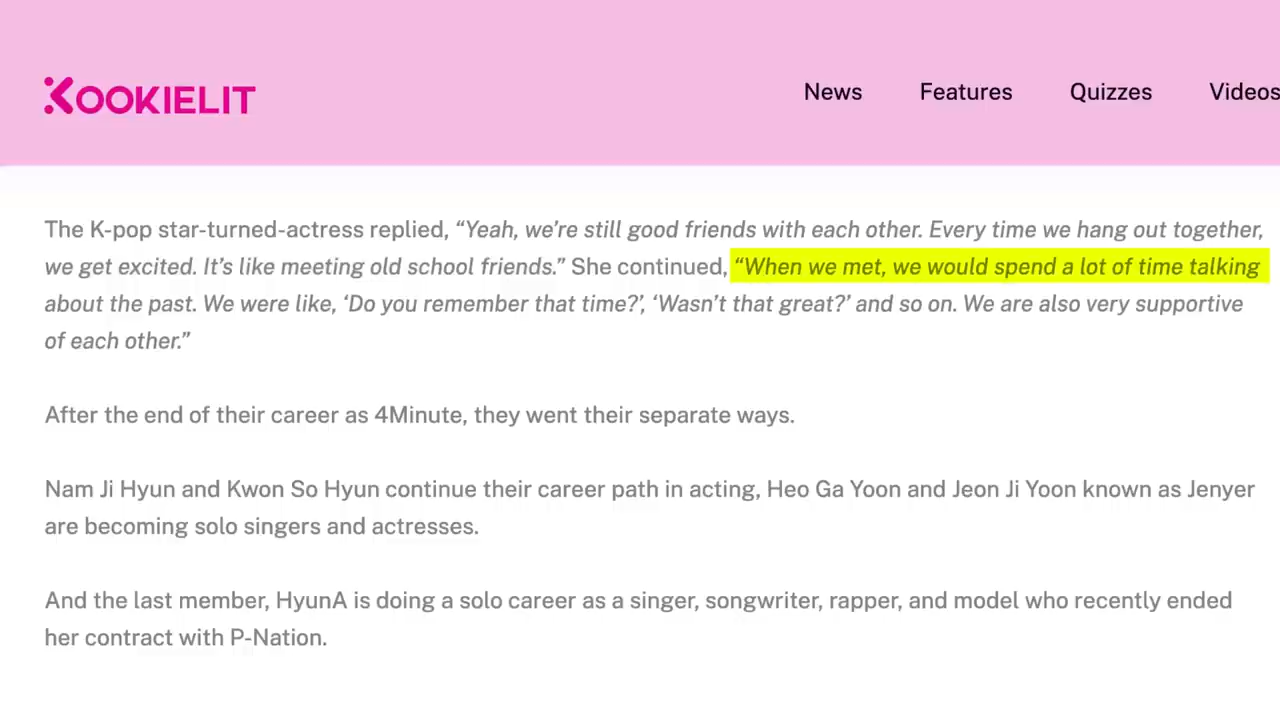 KOOKIELIT
News Features Quizzes Videos
The K-pop star-turned-actress replied, “Yeah, we’re still good friends with each other. Every time we hang out together,
we get excited. It’s like meeting old school friends.” She continued, “When we met, we would spend a lot of time talking
about the past. We were like, ‘Do you remember that time?’, ‘Wasn’t that great?’ and so on. We are also very supportive
of each other.”
After the end of their career as 4Minute, they went their separate ways.
Nam Ji Hyun and Kwon So Hyun continue their career path in acting, Heo Ga Yoon and Jeon Ji Yoon known as Jenyer
are becoming solo singers and actresses.
And the last member, HyunA is doing a solo career as a singer, songwriter, rapper, and model who recently ended
her contract with P-Nation.